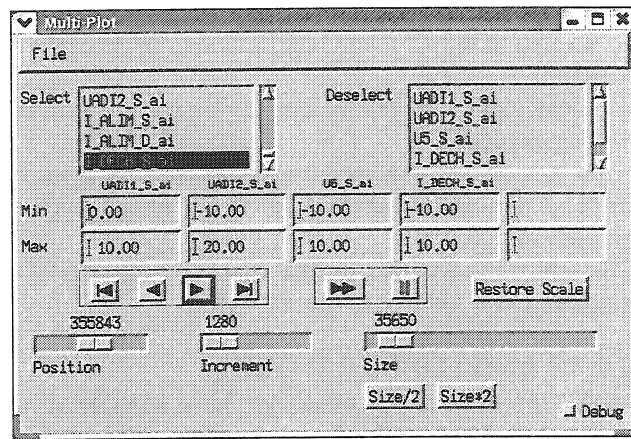 Multi-Plot
File
Select
UADI2_S_ai
I_ALIM_S_ai
I_ALIM_D_ai
I_DECH_S_ai
Deselect
UADI1_S_ai
UADI2_S_ai
U5_S_ai
I_DECH_S_ai
UADI1_S_ai UADI2_S_ai U5_S_ai I_DECH_S_ai
Min 0.00 -10.00 -10.00 -10.00
Max 10.00 20.00 10.00 10.00
Restore Scale
355843 1280 35650
Position Increment Size
Size/2 Size*2
Debug